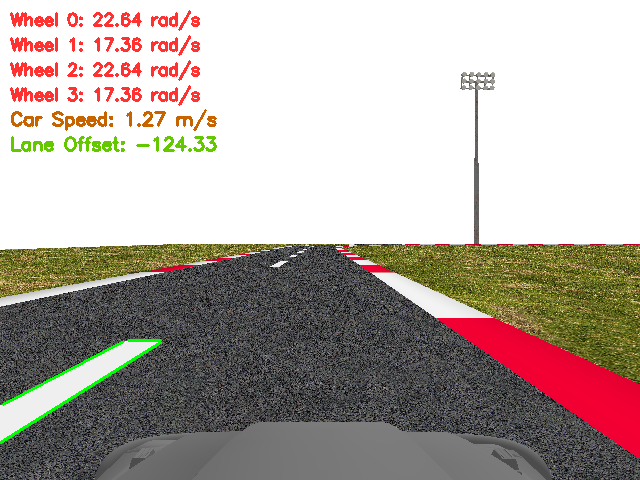 Wheel 0: 22.64 rad/s
Wheel 1: 17.36 rad/s
Wheel 2: 22.64 rad/s
Wheel 3: 17.36 rad/s
Car Speed: 1.27 m/s
Lane Offset: -124.33